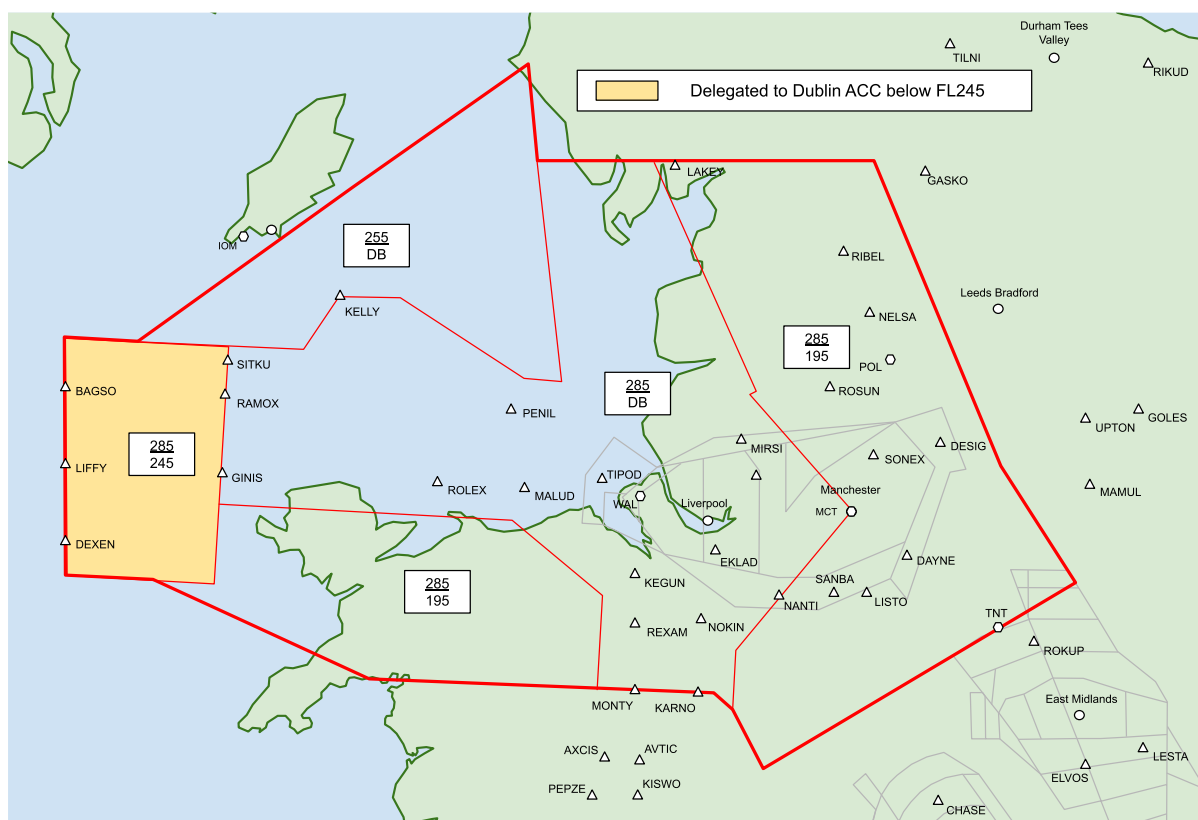 Durham Tees
Valley
TILNI
RIKUD
Delegated to Dublin ACC below FL245
LAKEY
GASKO
IOM
255
DB
RIBEL
KELLY
Leeds Bradford
NELSA
285
195
POL
SITKU
BAGSO
RAMOX
285
DB
ROSUN
PENIL
GOLES
UPTON
285
245
MIRSI
DESIG
SONEX
LIFFY
GINIS
ROLEX
MALUD
TIPOD
WAL
Liverpool
Manchester
MCT
MAMUL
DEXEN
EKLAD
DAYNE
KEGUN
285
195
SANBA
NANTI
LISTO
REXAM
NOKIN
TNT
ROKUP
MONTY
KARNO
East Midlands
AXCIS
AVTIC
LESTA
ELVOS
PEPZE
KISWO
CHASE